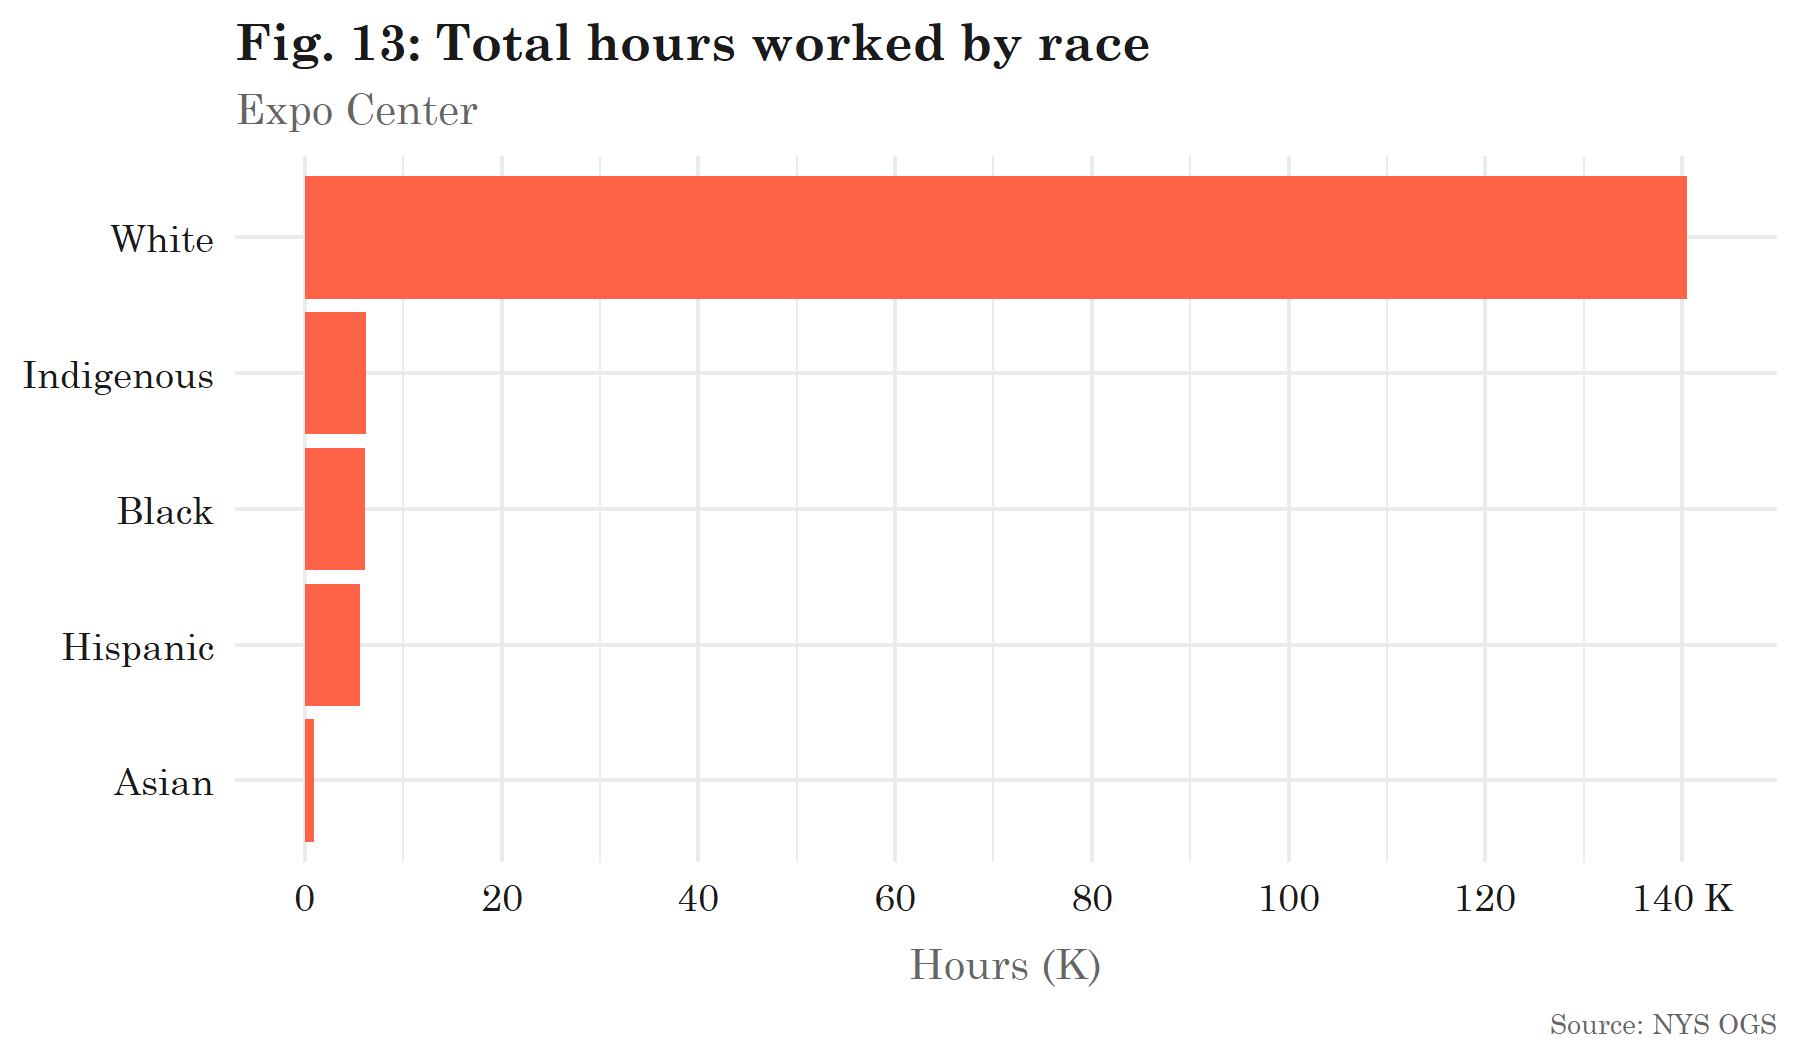 Fig. 13: Total hours worked by race
Expo Center
White
Indigenous
Black
Hispanic
Asian
0 20 40 60 80 100 120 140 K
Hours (K)
Source: NYS OGS